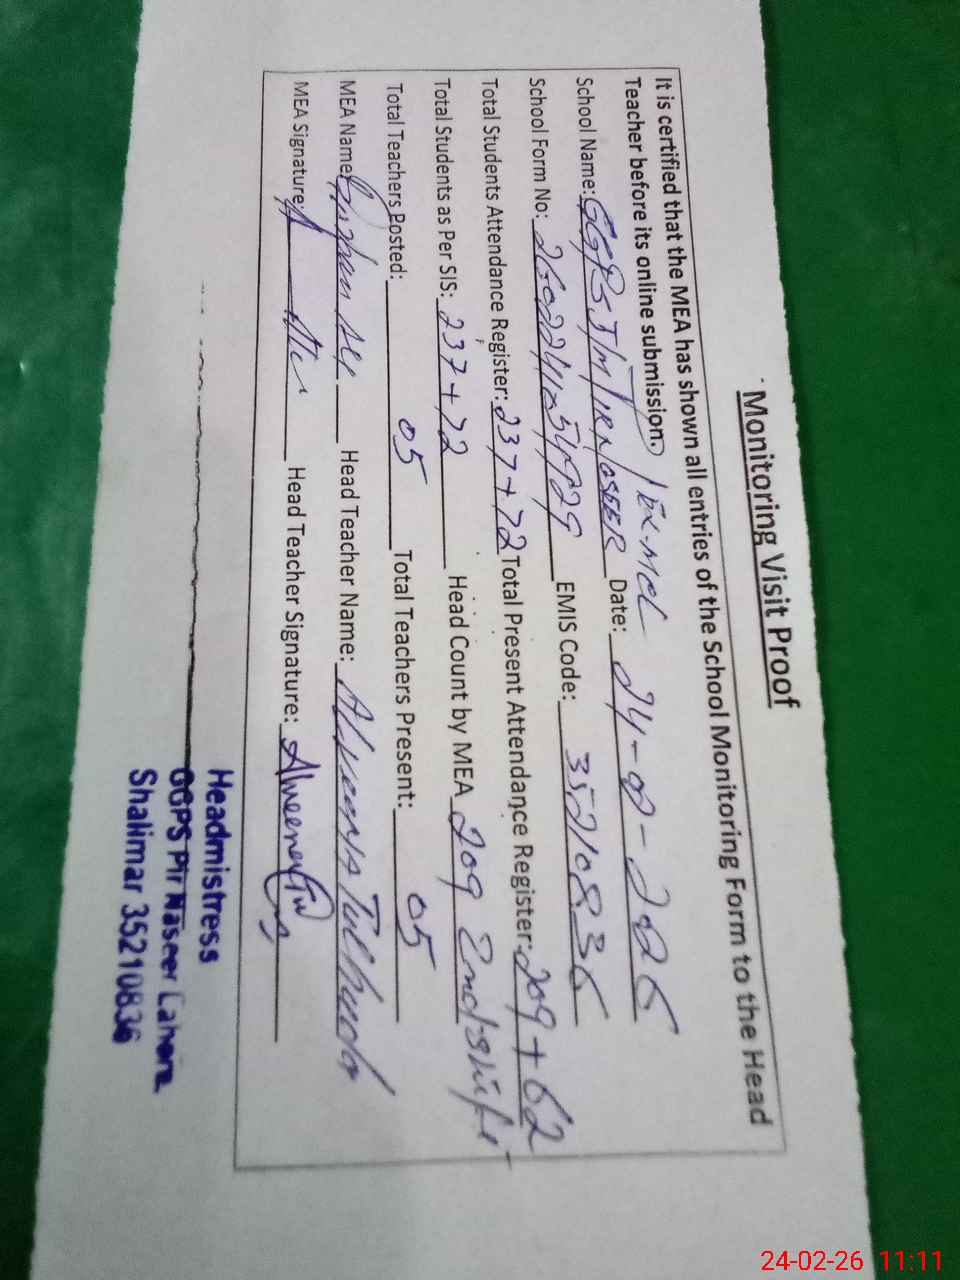 Monitoring Visit Proof
It is certified that the MEA has shown all entries of the School Monitoring Form to the Head
Teacher before its online submission.
School Name: GGPS Date: 24-02-2026
School Form No: EMIS Code: 35210836
Total Students Attendance Register: 237+72 Total Present Attendance Register: 209+62
Total Students as Per SIS: 237+72 Head Count by MEA 209 2nd shift
Total Teachers Posted: 05 Total Teachers Present: 05
MEA Name: Head Teacher Name:
MEA Signature: Head Teacher Signature:
Headmistress
GGPS Pir Naseer Lahore
Shalimar 35210836
24-02-26 11:11